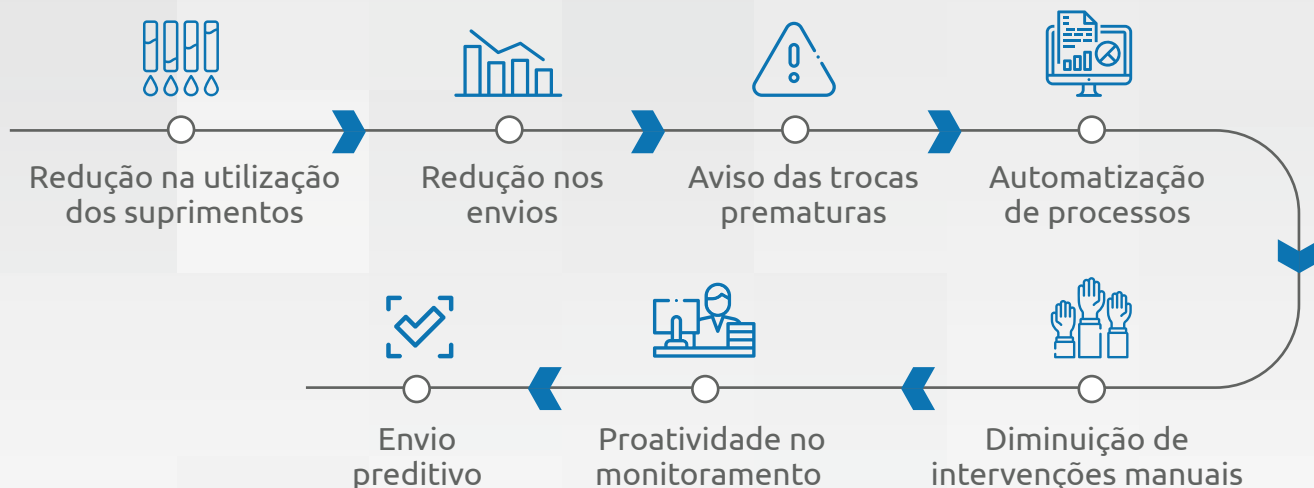 Redução na utilização
dos suprimentos
Redução nos
envios
Aviso das trocas
prematuras
Automatização
de processos
Diminuição de
intervenções manuais
Proatividade no
monitoramento
Envio
preditivo